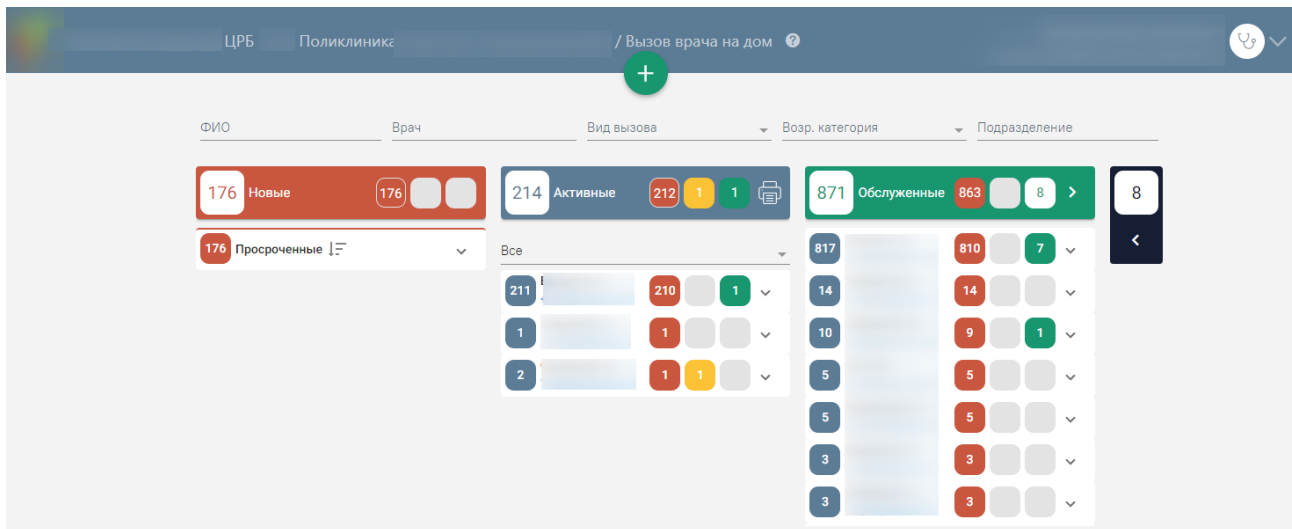 ЦРБ Поликлиника / Вызов врача на дом ?
+
ФИО Врач Вид вызова Возр. категория Подразделение
176 Новые 176
214 Активные 212 1 1
871 Обслуженные 863 8
8
176 Просроченные
Все
211 210 1
1 1
2 1 1
817 810 7
14 14
10 9 1
5 5
5 5
3 3
3 3